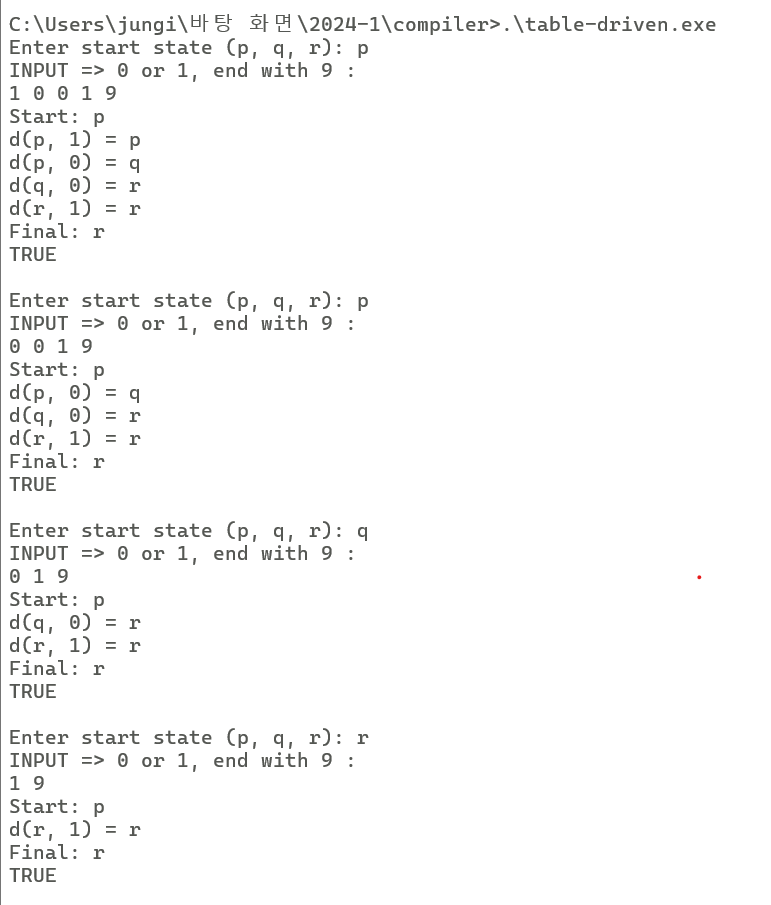 C:\Users\jungi\바탕 화면\2024-1\compiler>.\table-driven.exe
Enter start state (p, q, r): p
INPUT => 0 or 1, end with 9 :
1 0 0 1 9
Start: p
d(p, 1) = p
d(p, 0) = q
d(q, 0) = r
d(r, 1) = r
Final: r
TRUE
Enter start state (p, q, r): p
INPUT => 0 or 1, end with 9 :
0 0 1 9
Start: p
d(p, 0) = q
d(q, 0) = r
d(r, 1) = r
Final: r
TRUE
Enter start state (p, q, r): q
INPUT => 0 or 1, end with 9 :
0 1 9
Start: p
d(q, 0) = r
d(r, 1) = r
Final: r
TRUE
Enter start state (p, q, r): r
INPUT => 0 or 1, end with 9 :
1 9
Start: p
d(r, 1) = r
Final: r
TRUE